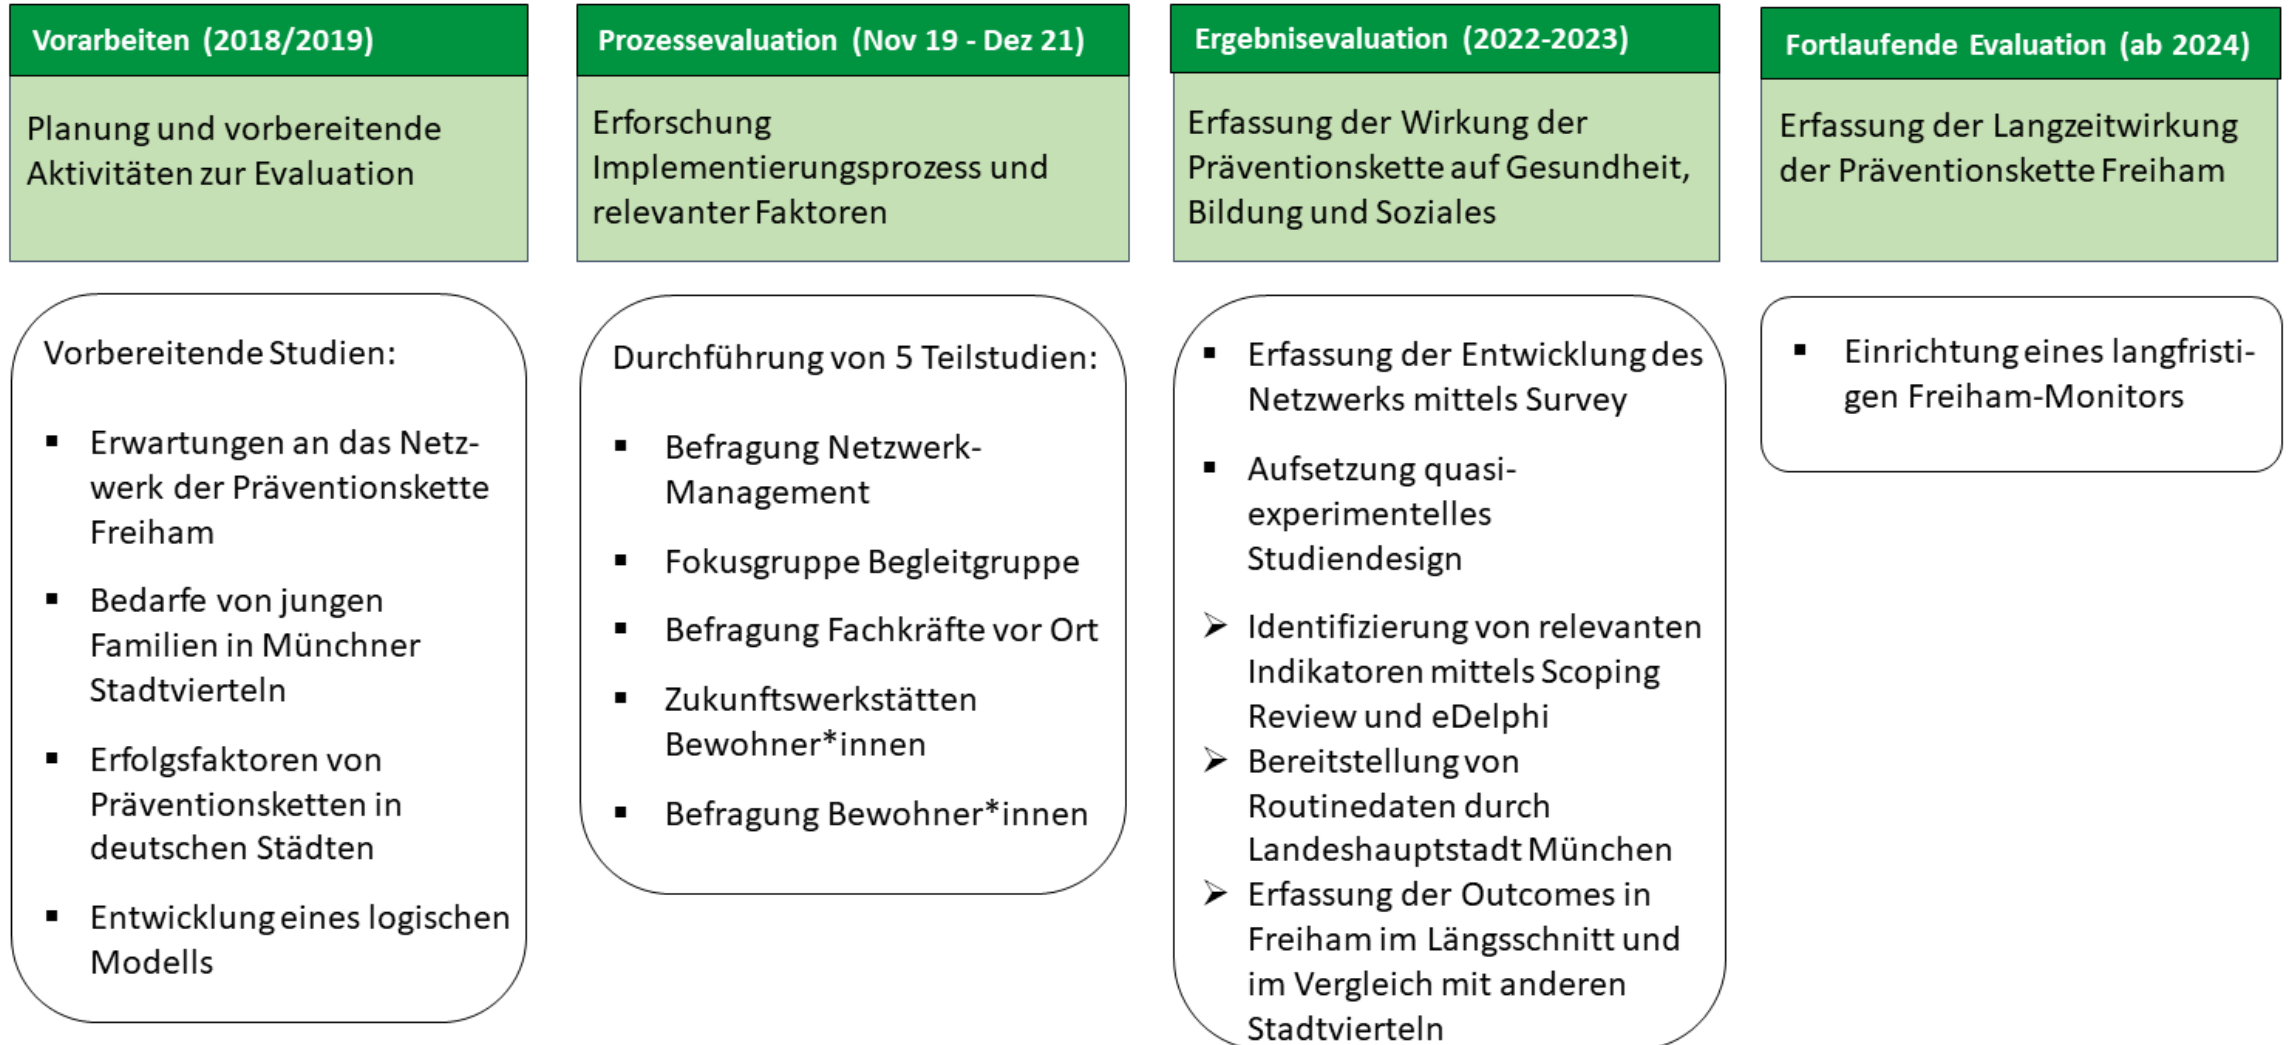 Vorarbeiten (2018/2019)
Planung und vorbereitende
Aktivitäten zur Evaluation
Vorbereitende Studien:
▪ Erwartungen an das Netz-
werk der Präventionskette
Freiham
▪ Bedarfe von jungen
Familien in Münchner
Stadtvierteln
▪ Erfolgsfaktoren von
Präventionsketten in
deutschen Städten
▪ Entwicklung eines logischen
Modells
Prozessevaluation (Nov 19 - Dez 21)
Erforschung
Implementierungsprozess und
relevanter Faktoren
Durchführung von 5 Teilstudien:
▪ Befragung Netzwerk-
Management
▪ Fokusgruppe Begleitgruppe
▪ Befragung Fachkräfte vor Ort
▪ Zukunftswerkstätten
Bewohner*innen
▪ Befragung Bewohner*innen
Ergebnisevaluation (2022-2023)
Erfassung der Wirkung der
Präventionskette auf Gesundheit,
Bildung und Soziales
▪ Erfassung der Entwicklung des
Netzwerks mittels Survey
▪ Aufsetzung quasi-
experimentelles
Studiendesign
➢ Identifizierung von relevanten
Indikatoren mittels Scoping
Review und eDelphi
➢ Bereitstellung von
Routinedaten durch
Landeshauptstadt München
➢ Erfassung der Outcomes in
Freiham im Längsschnitt und
im Vergleich mit anderen
Stadtvierteln
Fortlaufende Evaluation (ab 2024)
Erfassung der Langzeitwirkung
der Präventionskette Freiham
▪ Einrichtung eines langfristi-
gen Freiham-Monitors